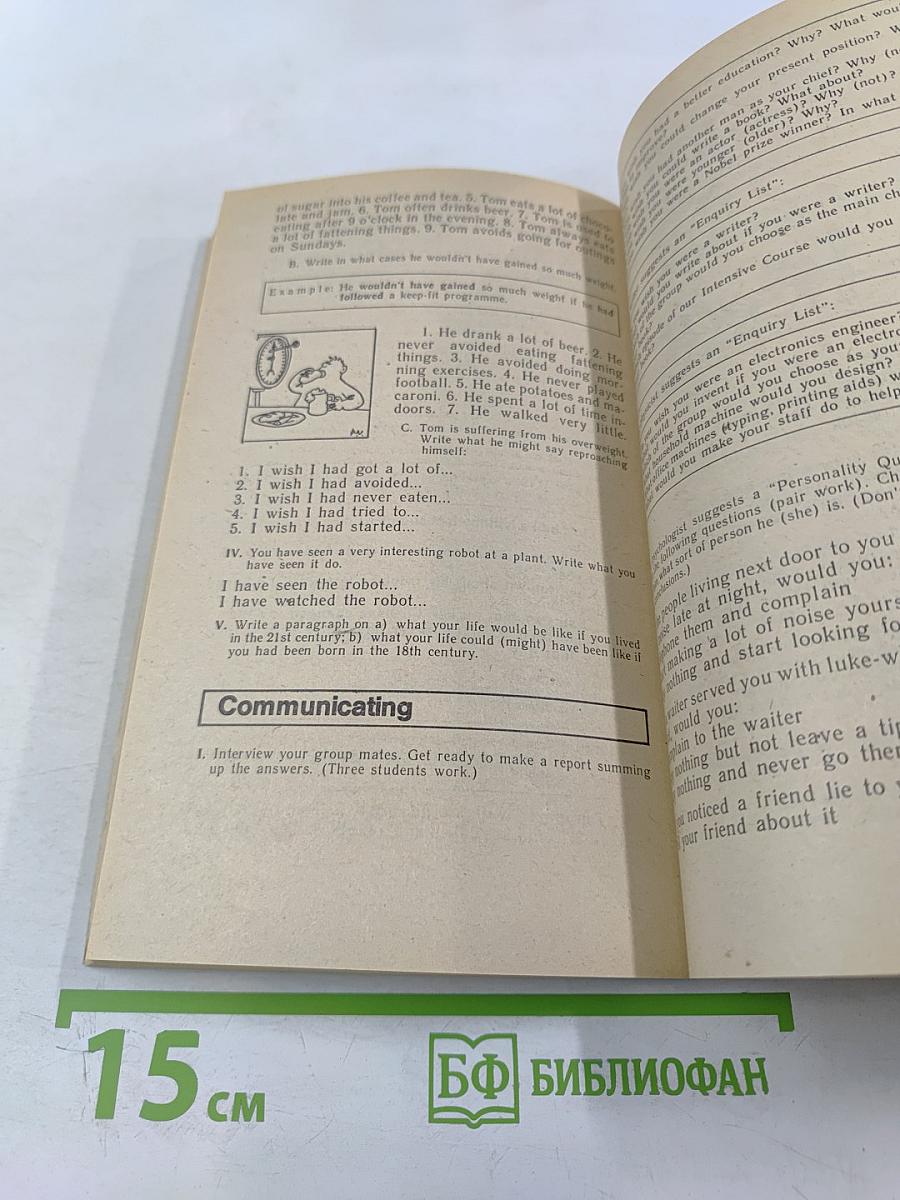 of sugar into his coffee and tea. 5. Tom eats a lot of choco-
late and jam. 6. Tom often drinks beer. 7. Tom is used to
eating after 9 o'clock in the evening. 8. Tom always eats
a lot of fattening things. 9. Tom avoids going for outings
on Sundays.
B. Write in what cases he wouldn't have gained so much weight.
Example: He wouldn't have gained so much weight if he had
followed a keep-fit programme.
1. He drank a lot of beer. 2. He
never avoided eating fattening
things. 3. He avoided doing mor-
ning exercises. 4. He never played
football. 5. He ate potatoes and ma-
caroni. 6. He spent a lot of time in-
doors. 7. He walked very little.
C. Tom is suffering from his overweight.
Write what he might say reproaching
himself:
1. I wish I had got a lot of...
2. I wish I had avoided...
3. I wish I had never eaten...
4. I wish I had tried to...
5. I wish I had started...
IV. You have seen a very interesting robot at a plant. Write what you
have seen it do.
I have seen the robot...
I have watched the robot...
V. Write a paragraph on a) what your life would be like if you lived
in the 21st century; b) what your life could (might) have been like if
you had been born in the 18th century.
Communicating
I. Interview your group mates. Get ready to make a report summing
up the answers. (Three students work.)
you had a better education? Why? What
you could change your present position?
you had another man as your chief? Why
you could write a book? What about?
you were an actor (actress)? Why (not)?
you were younger (older)? Why?
you were a Nobel prize winner? In what
suggests an "Enquiry List":
wish you were a writer?
would you write about if you were a writer?
of the group would you choose as the main
of our Intensive Course would you
suggests an "Enquiry List":
you were an electronics engineer?
would you invent if you were an
of the group would you choose as
household machine would you design?
office machines (typing, printing aids)
would you make your staff do to help
suggests a "Personality
following questions (pair work).
what sort of person he (she) is. (Don't
people living next door to you
late at night, would you:
phone them and complain
making a lot of noise
nothing and start looking
waiter served you with
would you:
to the waiter
nothing but not leave a tip
nothing and never go
noticed a friend lie to
your friend about it
15 см
БФ БИБЛИОФАН